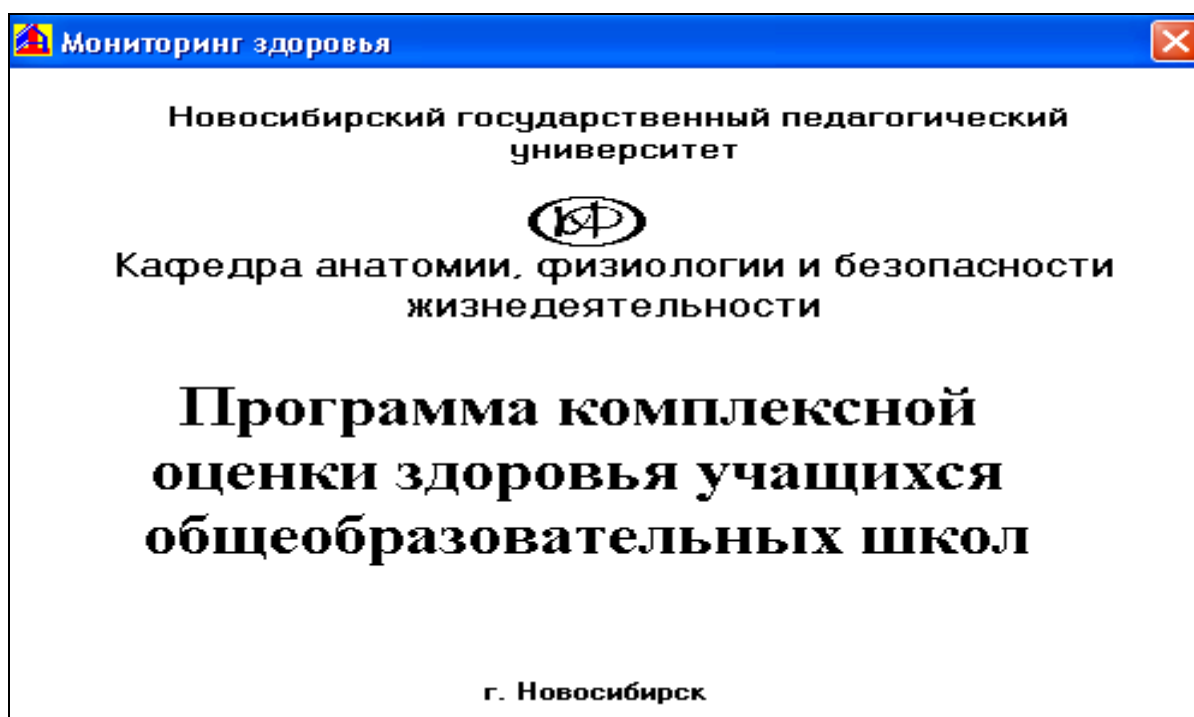 Мониторинг здоровья
Новосибирский государственный педагогический
университет
Кафедра анатомии, физиологии и безопасности
жизнедеятельности
Программа комплексной
оценки здоровья учащихся
общеобразовательных школ
г. Новосибирск